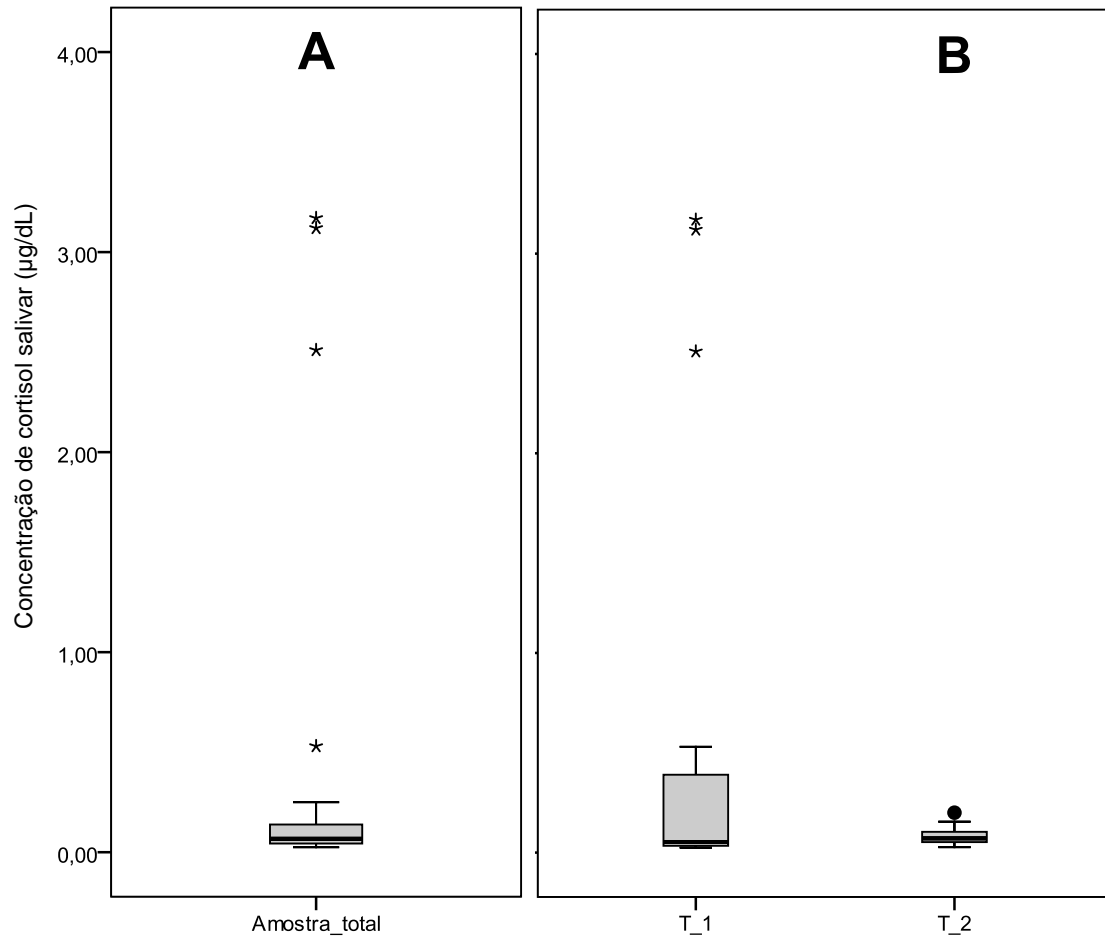 A
B
Concentração de cortisol salivar (µg/dL)
4,00
3,00
2,00
1,00
0,00
Amostra_total
T_1
T_2